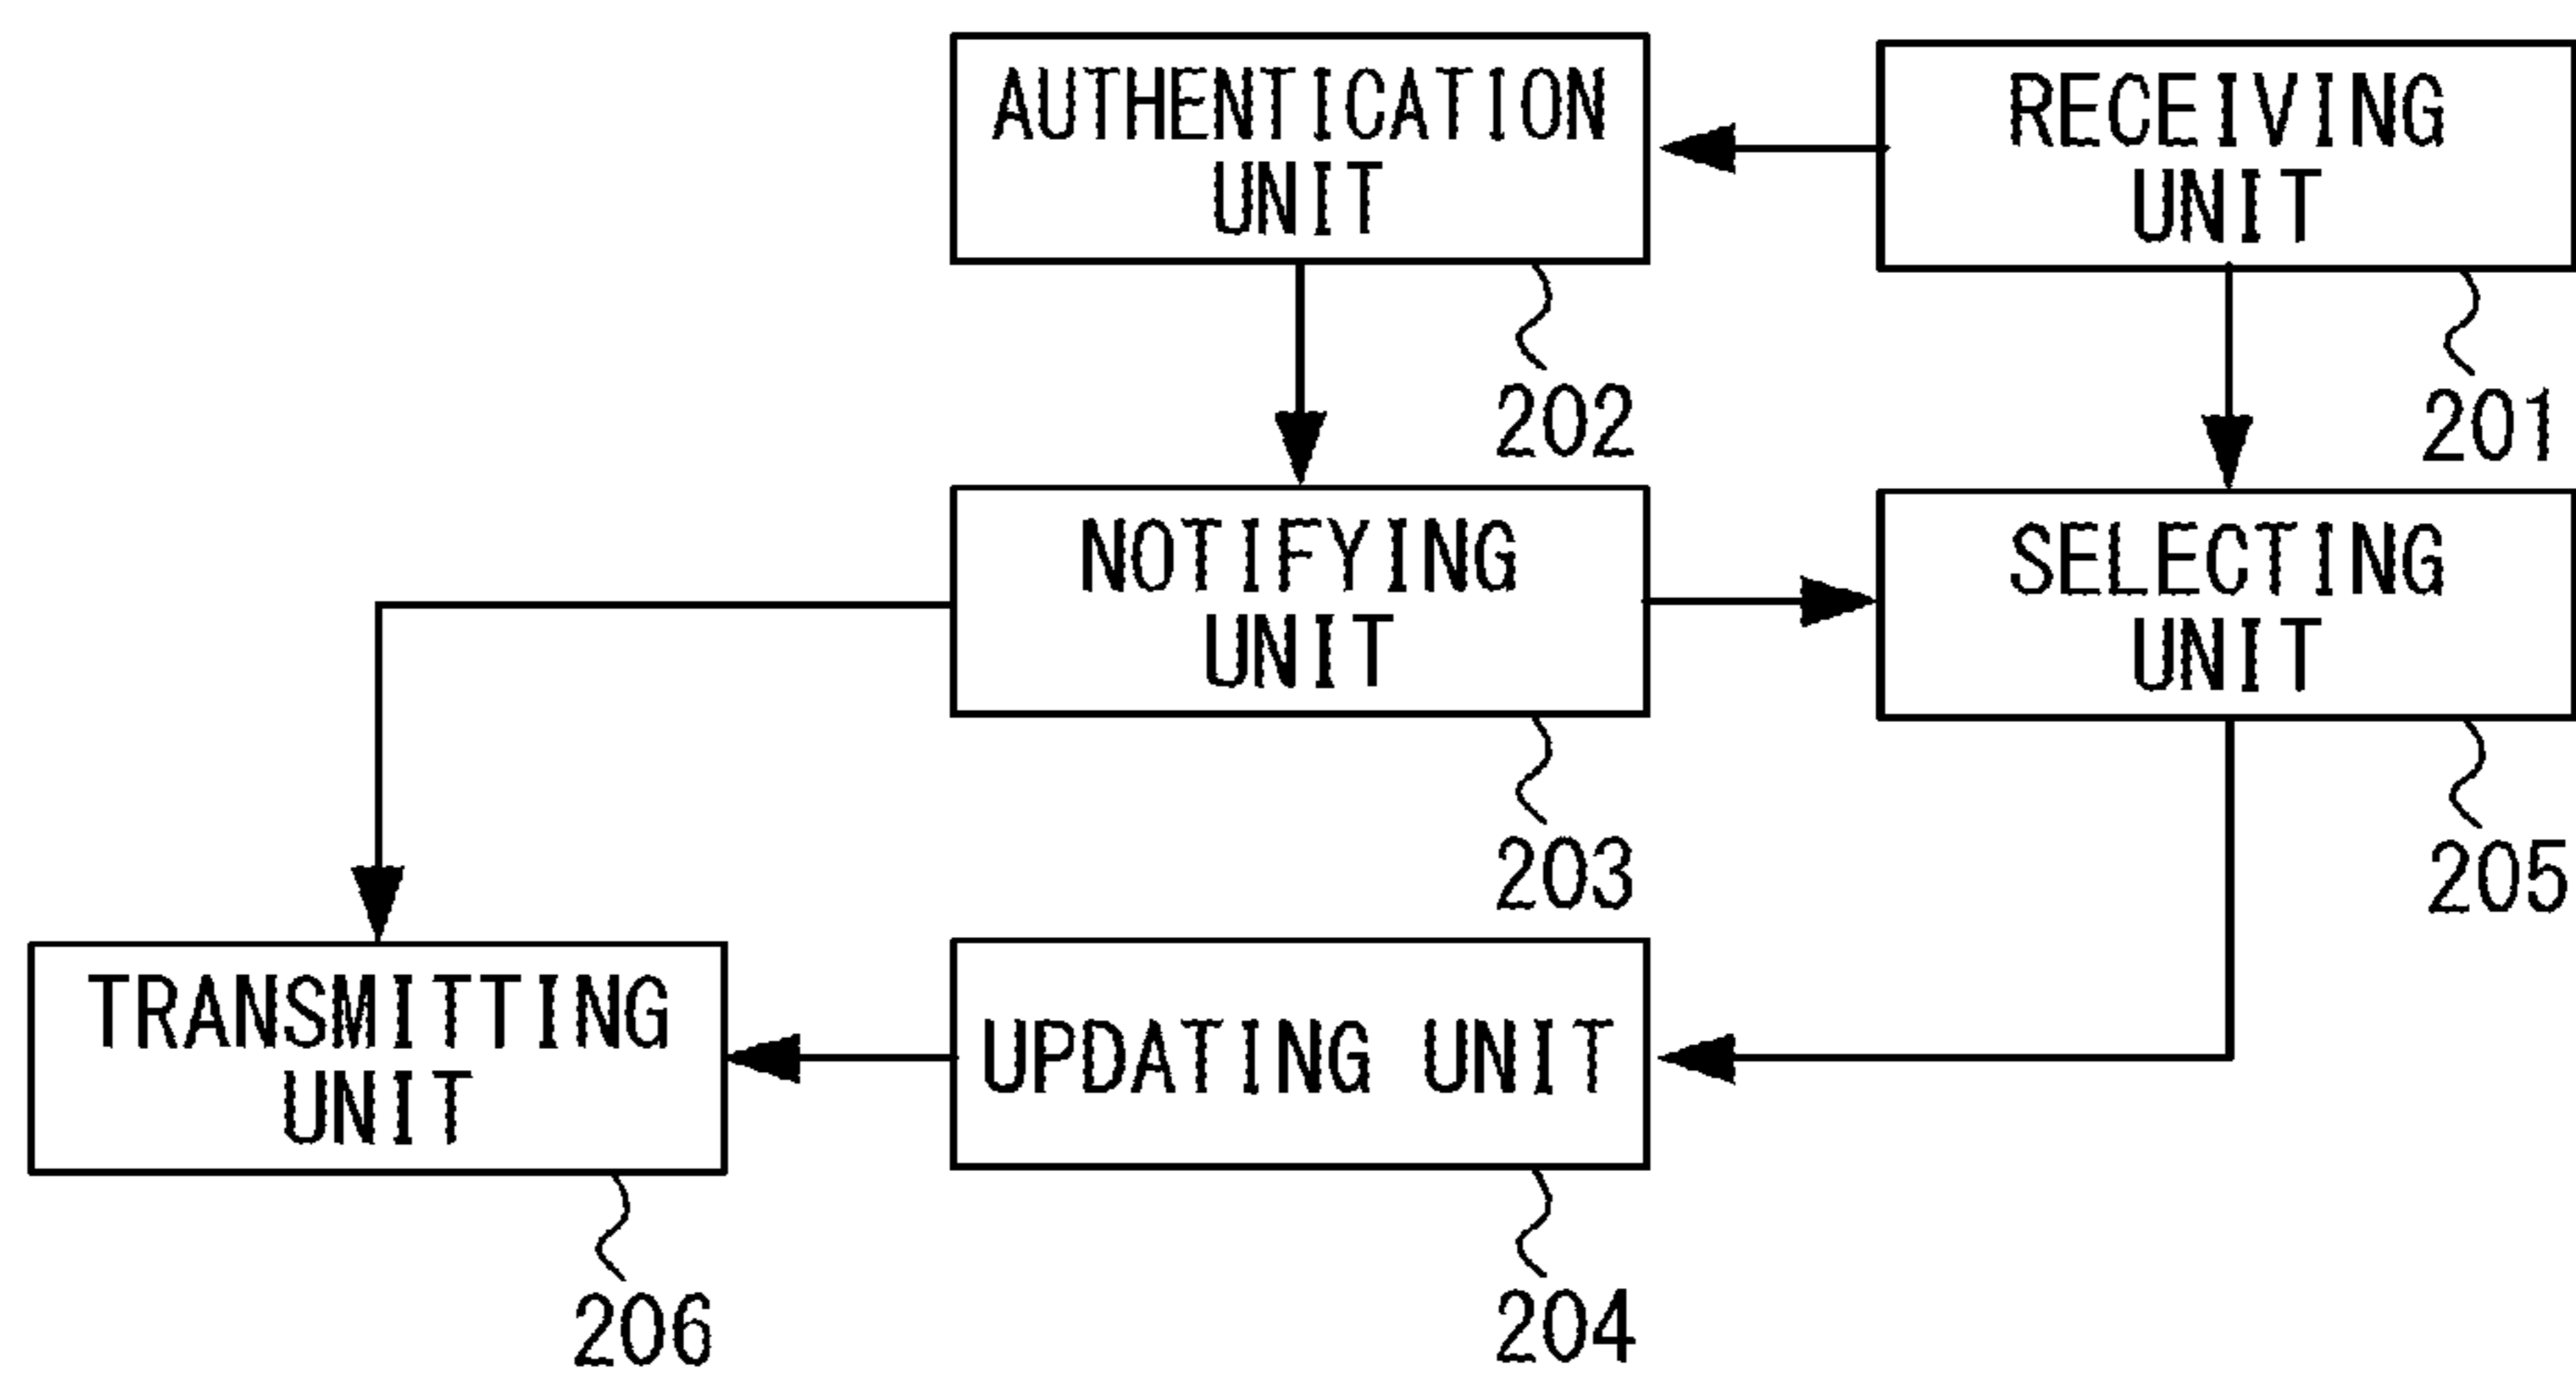 AUTHENTICATION
UNIT
202
RECEIVING
UNIT
201
NOTIFYING
UNIT
203
SELECTING
UNIT
205
TRANSMITTING
UNIT
206
UPDATING UNIT
204